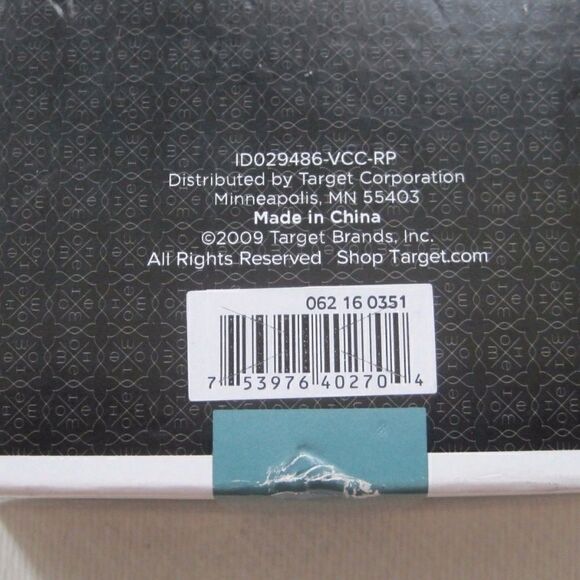 ID029486-VCC-RP
Distributed by Target Corporation
Minneapolis, MN 55403
Made in China
©2009 Target Brands, Inc.
All Rights Reserved Shop Target.com
062 16 0351
7 53976 40270 4